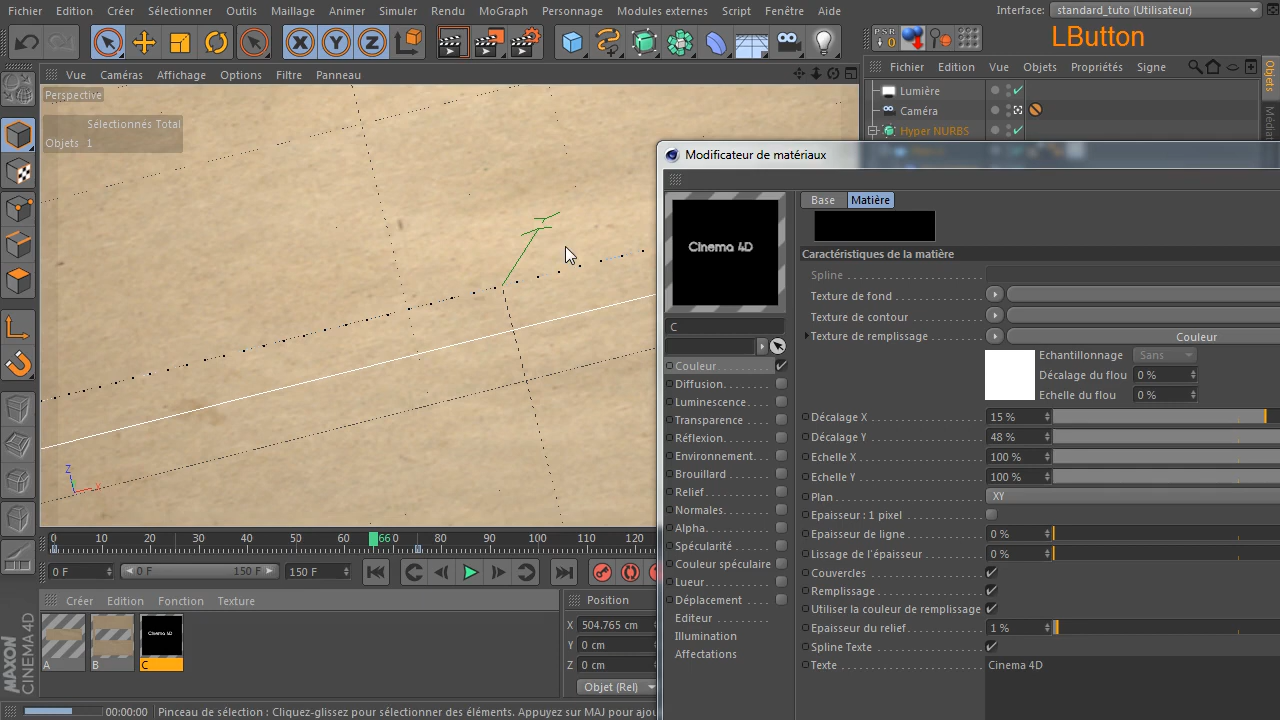 Fichier Edition Créer Sélectionner Outils Maillage Animer Simuler Rendu MoGraph Personnage Modules externes Script Fenêtre Aide
Interface: standard_tuto (Utilisateur)
LButton
PSR
Vue Caméras Affichage Options Filtre Panneau
Fichier Edition Vue Objets Propriétés Signe
Perspective
Sélectionnés Total
Objets 1
Lumière
Caméra
Hyper NURBS
Objets
Modificateur de matériaux
Cinema 4D
C
Couleur
Diffusion
Luminescence
Transparence
Réflexion
Environnement
Brouillard
Relief
Normales
Alpha
Spécularité
Couleur spéculaire
Lueur
Déplacement
Editeur
Illumination
Affectations
Base Matière
Caractéristiques de la matière
Spline
Texture de fond
Texture de contour
Texture de remplissage Couleur
Echantillonnage Sans
Décalage du flou 0 %
Echelle du flou 0 %
Décalage X 15 %
Décalage Y 48 %
Echelle X 100 %
Echelle Y 100 %
Plan XY
Epaisseur : 1 pixel
Epaisseur de ligne 0 %
Lissage de l'épaisseur 0 %
Couvercles
Remplissage
Utiliser la couleur de remplissage
Epaisseur du relief 1 %
Spline Texte
Texte Cinema 4D
Z
X
0 10 20 30 40 50 60 66 0 80 90 100 110 120
0 F 0 F 150 F 150 F
Créer Edition Fonction Texture
A B C
Position
X 504.765 cm
Y 0 cm
Z 0 cm
Objet (Rel)
MAXON
CINEMA 4D
00:00:00 Pinceau de sélection : Cliquez-glissez pour sélectionner des éléments. Appuyez sur MAJ pour ajou